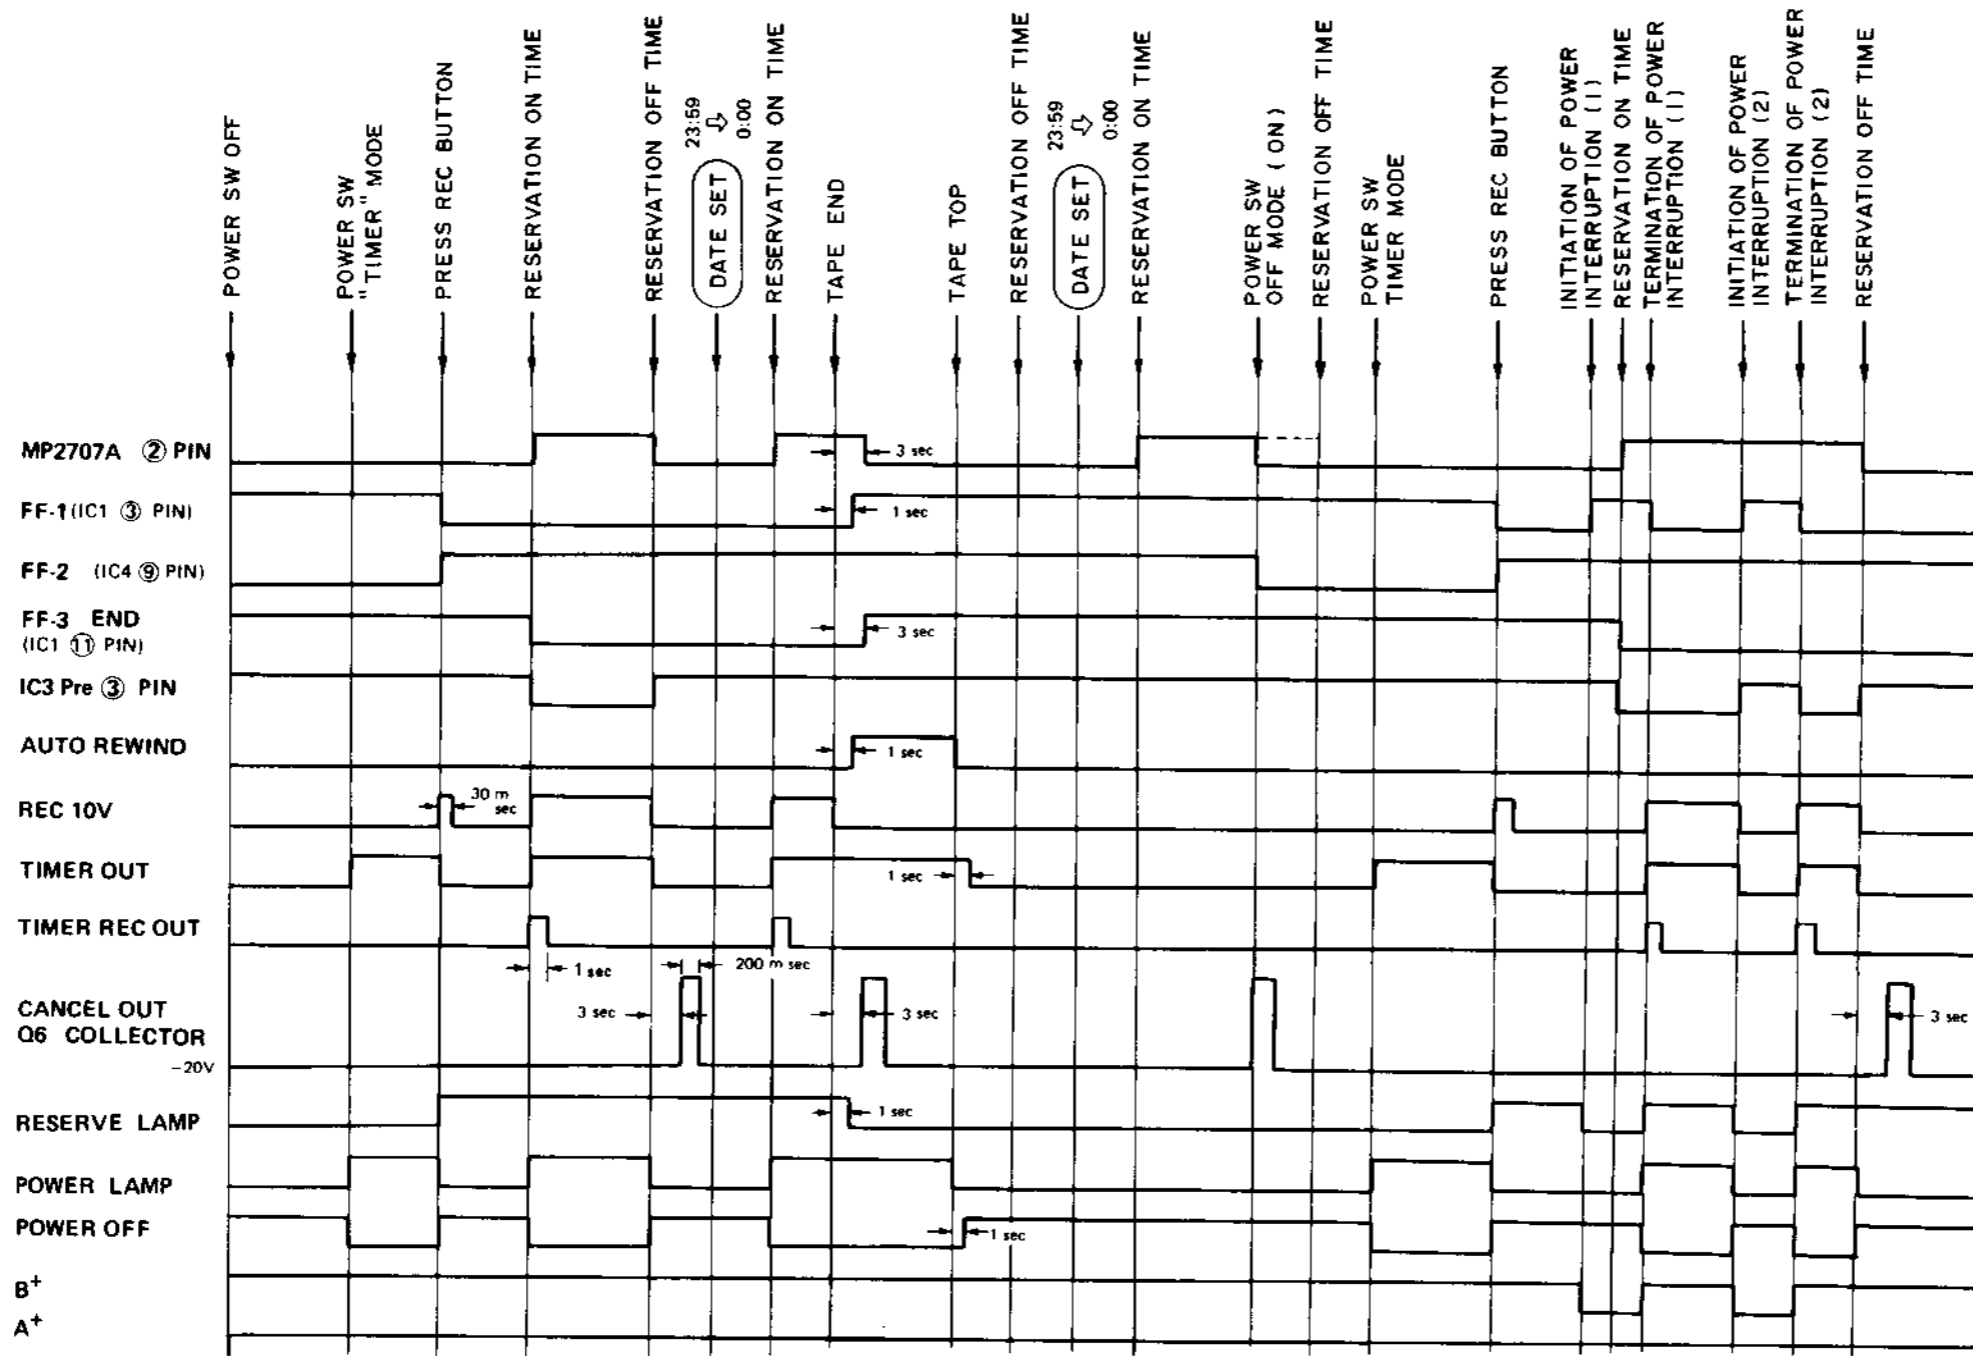 POWER SW OFF
POWER SW
"TIMER" MODE
PRESS REC BUTTON
RESERVATION ON TIME
RESERVATION OFF TIME
23:59
⇨
0:00
DATE SET
RESERVATION ON TIME
TAPE END
TAPE TOP
RESERVATION OFF TIME
23:59
⇨
0:00
DATE SET
RESERVATION ON TIME
POWER SW
OFF MODE (ON)
RESERVATION OFF TIME
POWER SW
TIMER MODE
PRESS REC BUTTON
INITIATION OF POWER
INTERRUPTION (1)
RESERVATION ON TIME
TERMINATION OF POWER
INTERRUPTION (1)
INITIATION OF POWER
INTERRUPTION (2)
TERMINATION OF POWER
INTERRUPTION (2)
RESERVATION OFF TIME
MP2707A ② PIN
3 sec
FF-1 (IC1 ③ PIN)
1 sec
FF-2 (IC4 ⑨ PIN)
FF-3 END
(IC1 ⑪ PIN)
3 sec
IC3 Pre ③ PIN
AUTO REWIND
1 sec
REC 10V
30 m
sec
TIMER OUT
1 sec
TIMER REC OUT
1 sec
200 m sec
CANCEL OUT
Q6 COLLECTOR
3 sec
3 sec
3 sec
-20V
RESERVE LAMP
1 sec
POWER LAMP
POWER OFF
1 sec
B+
A+